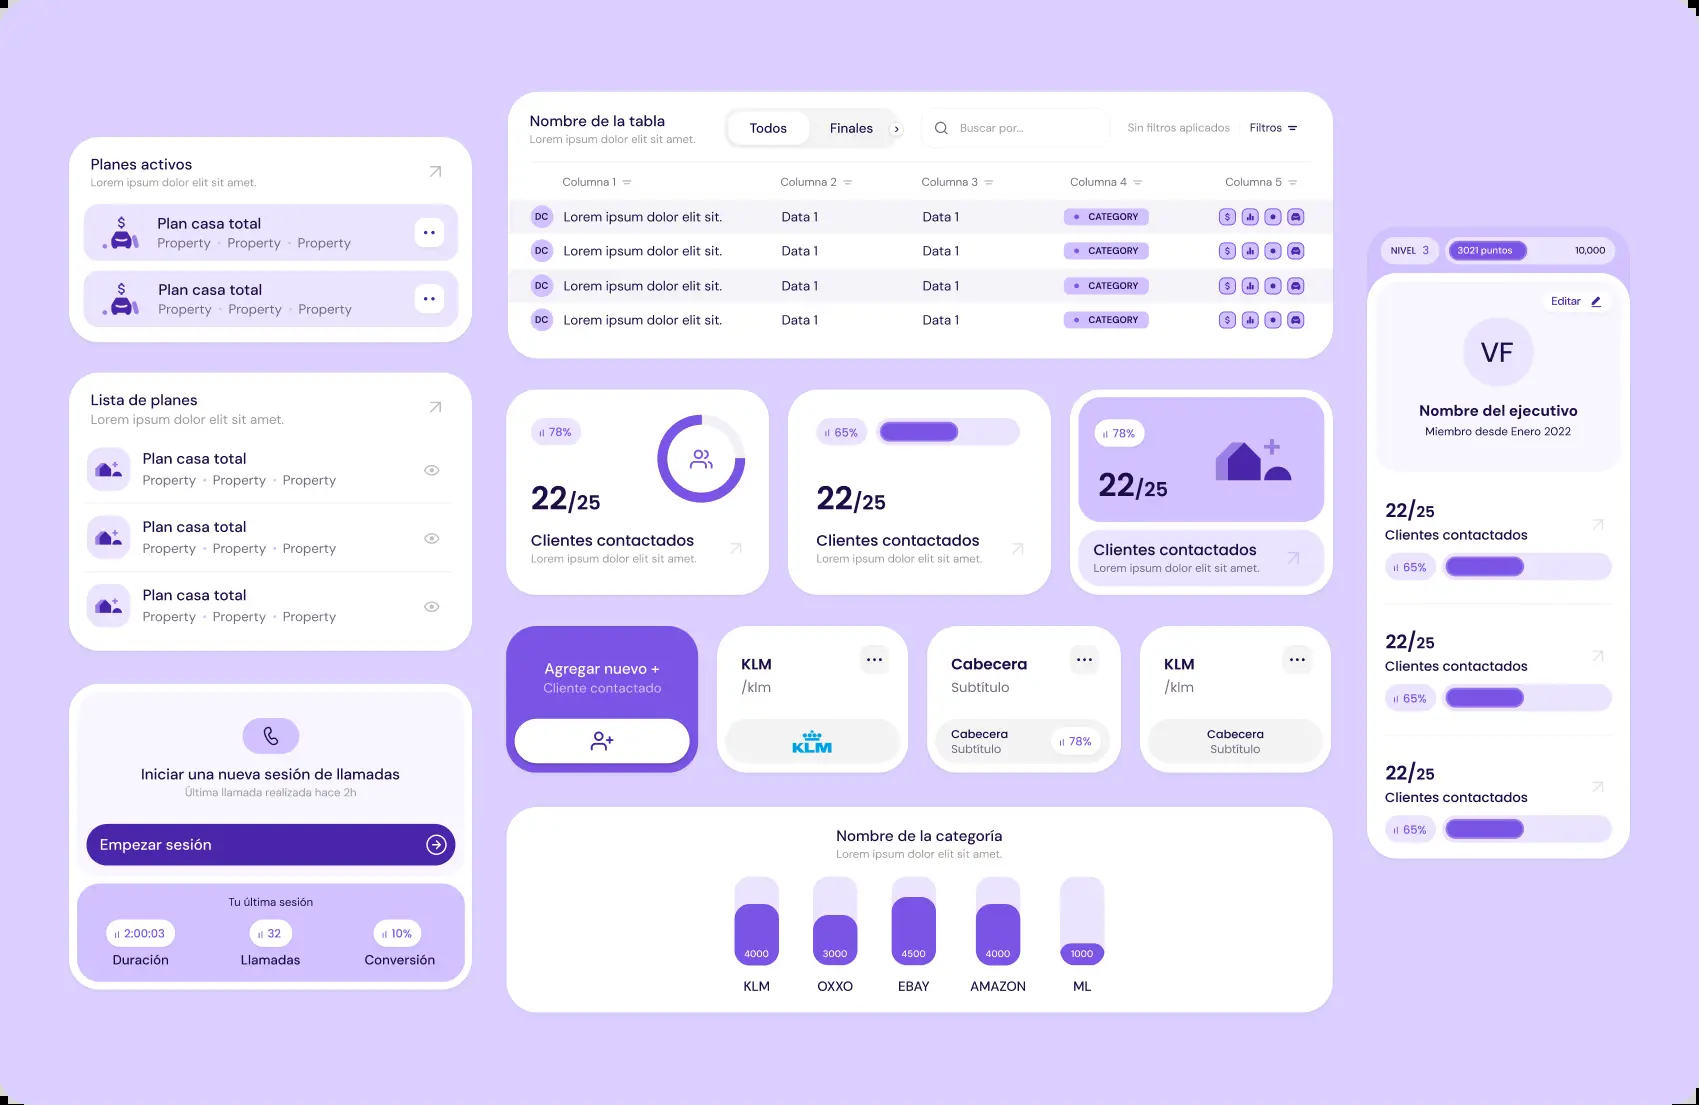 Planes activos
Lorem ipsum dolor elit sit amet.
Plan casa total
Property • Property • Property
Plan casa total
Property • Property • Property
Lista de planes
Lorem ipsum dolor elit sit amet.
Plan casa total
Property • Property • Property
Plan casa total
Property • Property • Property
Plan casa total
Property • Property • Property
Iniciar una nueva sesión de llamadas
Última llamada realizada hace 2h
Empezar sesión
Tu última sesión
2:00:03 32 10%
Duración Llamadas Conversión
Nombre de la tabla
Lorem ipsum dolor elit sit amet.
Todos Finales Buscar por... Sin filtros aplicados Filtros
Columna 1 Columna 2 Columna 3 Columna 4 Columna 5
DC Lorem ipsum dolor elit sit. Data 1 Data 1 CATEGORY $
DC Lorem ipsum dolor elit sit. Data 1 Data 1 CATEGORY $
DC Lorem ipsum dolor elit sit. Data 1 Data 1 CATEGORY $
DC Lorem ipsum dolor elit sit. Data 1 Data 1 CATEGORY $
78%
22/25
Clientes contactados
Lorem ipsum dolor elit sit amet.
65%
22/25
Clientes contactados
Lorem ipsum dolor elit sit amet.
78%
22/25
Clientes contactados
Lorem ipsum dolor elit sit amet.
Agregar nuevo +
Cliente contactado
KLM
/klm
KLM
Cabecera
Subtítulo
Cabecera
Subtítulo
78%
KLM
/klm
Cabecera
Subtítulo
Nombre de la categoría
Lorem ipsum dolor elit sit amet.
4000 3000 4500 4000 1000
KLM OXXO EBAY AMAZON ML
NIVEL 3 3021 puntos 10,000
Editar
VF
Nombre del ejecutivo
Miembro desde Enero 2022
22/25
Clientes contactados
65%
22/25
Clientes contactados
65%
22/25
Clientes contactados
65%